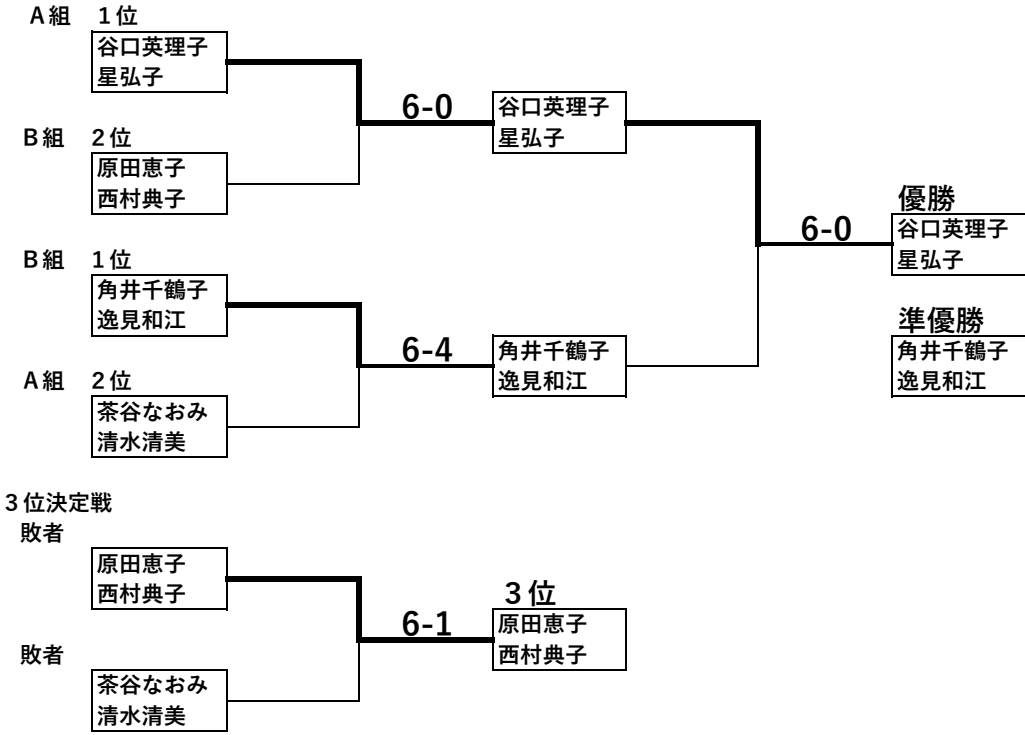 A組　1位
谷口英理子
星弘子
B組　2位
原田恵子
西村典子
6-0
谷口英理子
星弘子
B組　1位
角井千鶴子
逸見和江
A組　2位
茶谷なおみ
清水清美
6-4
角井千鶴子
逸見和江
6-0
優勝
谷口英理子
星弘子
準優勝
角井千鶴子
逸見和江
3位決定戦
敗者
原田恵子
西村典子
敗者
茶谷なおみ
清水清美
6-1
3位
原田恵子
西村典子